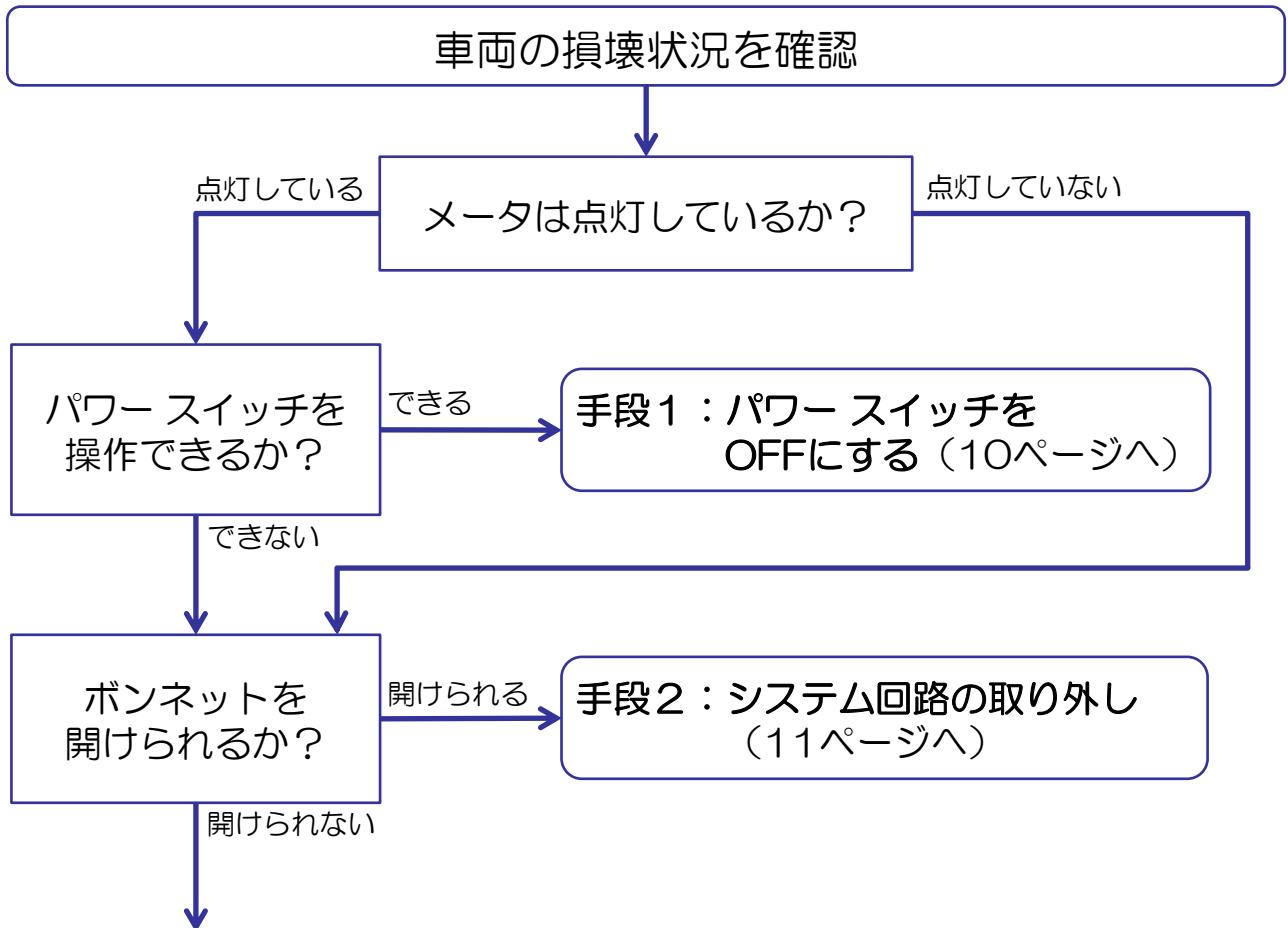 車両の損壊状況を確認
点灯している
メータは点灯しているか？
点灯していない
パワー スイッチを
操作できるか？
できる
手段１：パワー スイッチを
OFFにする（10ページへ）
できない
ボンネットを
開けられるか？
開けられる
手段２：システム回路の取り外し
（11ページへ）
開けられない